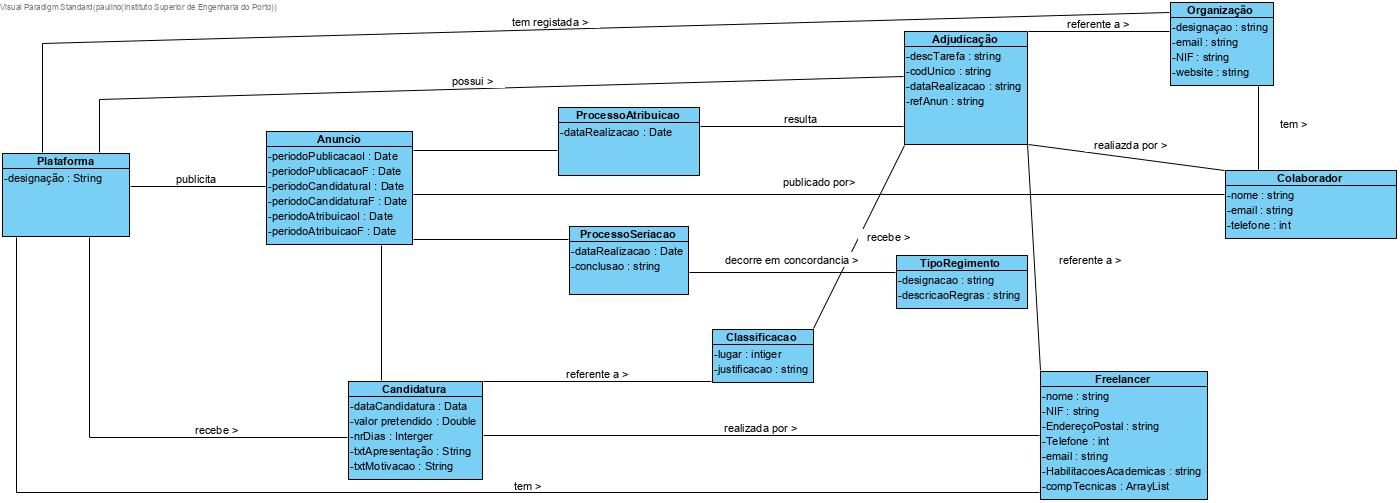 Visual Paradigm Standard(paulino(Instituto Superior de Engenharia do Porto))
tem registada >
referente a >
Organização
-designaçao : string
-email : string
-NIF : string
-website : string
Adjudicação
-descTarefa : string
-codUnico : string
-dataRealizacao : string
-refAnun : string
possui >
ProcessoAtribuicao
-dataRealizacao : Date
resulta
tem >
Anuncio
-periodoPublicacaoI : Date
-periodoPublicacaoF : Date
-periodoCandidaturaI : Date
-periodoCandidaturaF : Date
-periodoAtribuicaoI : Date
-periodoAtribuicaoF : Date
realiazda por >
Plataforma
-designação : String
publicita
publicado por>
Colaborador
-nome : string
-email : string
-telefone : int
ProcessoSeriacao
-dataRealizacao : Date
-conclusao : string
recebe >
decorre em concordancia >
TipoRegimento
-designacao : string
-descricaoRegras : string
referente a >
Classificacao
-lugar : intiger
-justificacao : string
referente a >
Candidatura
-dataCandidatura : Data
-valor pretendido : Double
-nrDias : Interger
-txtApresentação : String
-txtMotivacao : String
Freelancer
-nome : string
-NIF : string
-EndereçoPostal : string
-Telefone : int
-email : string
-HabilitacoesAcademicas : string
-compTecnicas : ArrayList
recebe >
realizada por >
tem >